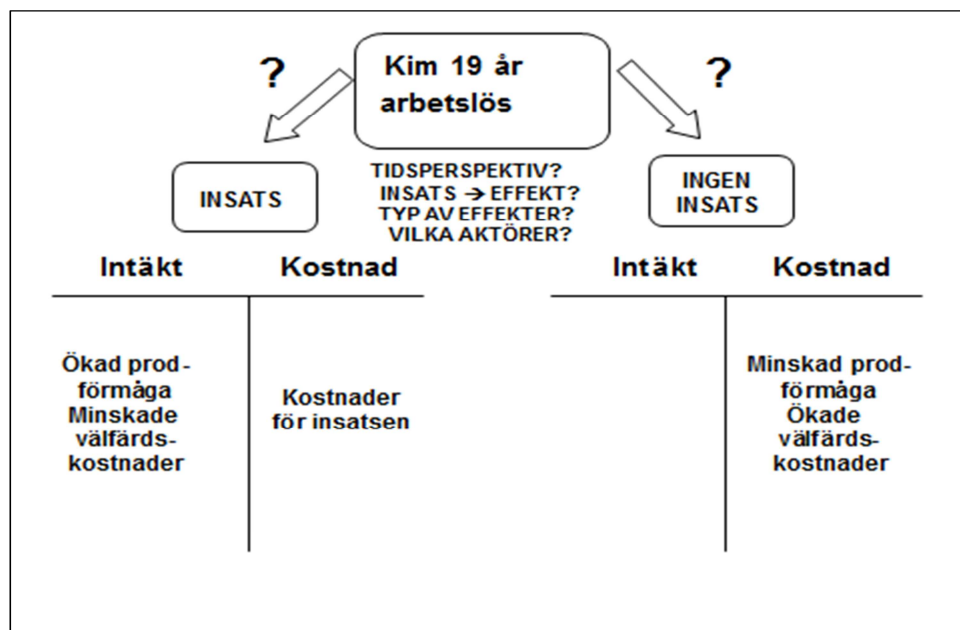 ?
Kim 19 år
arbetslös
?
TIDSPERSPEKTIV?
INSATS → EFFEKT?
TYP AV EFFEKTER?
VILKA AKTÖRER?
INSATS
INGEN
INSATS
Intäkt
Kostnad
Ökad prod-
förmåga
Minskade
välfärds-
kostnader
Kostnader
för insatsen
Intäkt
Kostnad
Minskad prod-
förmåga
Ökade
välfärds-
kostnader